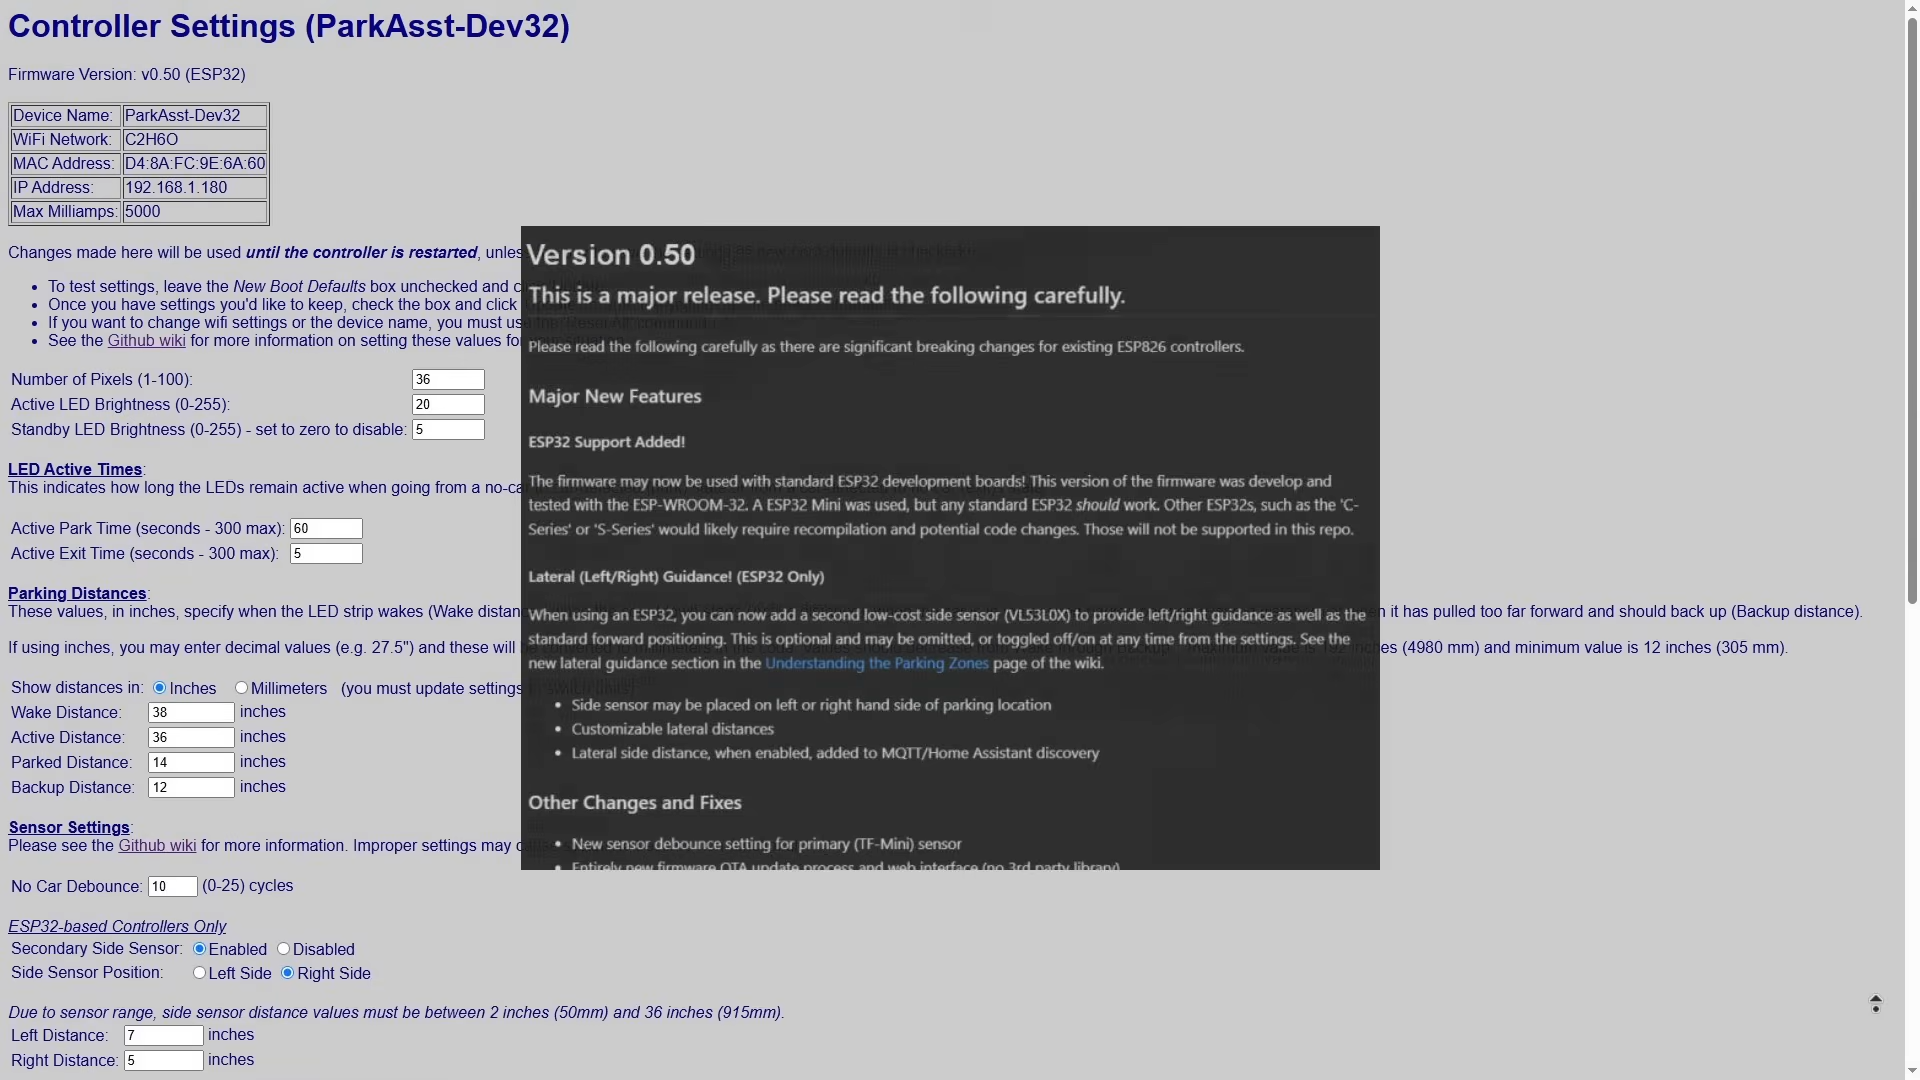 Controller Settings (ParkAsst-Dev32)
Firmware Version: v0.50 (ESP32)
Device Name: ParkAsst-Dev32
WiFi Network: C2H6O
MAC Address: D4:8A:FC:9E:6A:60
IP Address: 192.168.1.180
Max Milliamps: 5000
Changes made here will be used until the controller is restarted, unles
• To test settings, leave the New Boot Defaults box unchecked and
• Once you have settings you'd like to keep, check the box and click
• If you want to change wifi settings or the device name, you must us
• See the Github wiki for more information on setting these values fo
Number of Pixels (1-100): 36
Active LED Brightness (0-255): 20
Standby LED Brightness (0-255) - set to zero to disable: 5
LED Active Times:
This indicates how long the LEDs remain active when going from a no-ca
Active Park Time (seconds - 300 max): 60
Active Exit Time (seconds - 300 max): 5
Parking Distances:
These values, in inches, specify when the LED strip wakes (Wake distan
it has pulled too far forward and should back up (Backup distance).
If using inches, you may enter decimal values (e.g. 27.5") and these will
inches (4980 mm) and minimum value is 12 inches (305 mm).
Show distances in: Inches Millimeters (you must update settings
Wake Distance: 38 inches
Active Distance: 36 inches
Parked Distance: 14 inches
Backup Distance: 12 inches
Sensor Settings:
Please see the Github wiki for more information. Improper settings may
No Car Debounce: 10 (0-25) cycles
ESP32-based Controllers Only
Secondary Side Sensor: Enabled Disabled
Side Sensor Position: Left Side Right Side
Due to sensor range, side sensor distance values must be between 2 inches (50mm) and 36 inches (915mm).
Left Distance: 7 inches
Right Distance: 5 inches
Version 0.50
This is a major release. Please read the following carefully.
Please read the following carefully as there are significant breaking changes for existing ESP826 controllers.
Major New Features
ESP32 Support Added!
The firmware may now be used with standard ESP32 development boards! This version of the firmware was develop and
tested with the ESP-WROOM-32. A ESP32 Mini was used, but any standard ESP32 should work. Other ESP32s, such as the 'C-
Series' or 'S-Series' would likely require recompilation and potential code changes. Those will not be supported in this repo.
Lateral (Left/Right) Guidance! (ESP32 Only)
When using an ESP32, you can now add a second low-cost side sensor (VL53L0X) to provide left/right guidance as well as the
standard forward positioning. This is optional and may be omitted, or toggled off/on at any time from the settings. See the
new lateral guidance section in the Understanding the Parking Zones page of the wiki.
• Side sensor may be placed on left or right hand side of parking location
• Customizable lateral distances
• Lateral side distance, when enabled, added to MQTT/Home Assistant discovery
Other Changes and Fixes
• New sensor debounce setting for primary (TF-Mini) sensor
• Entirely new firmware OTA update process and web interface (no 3rd party library)